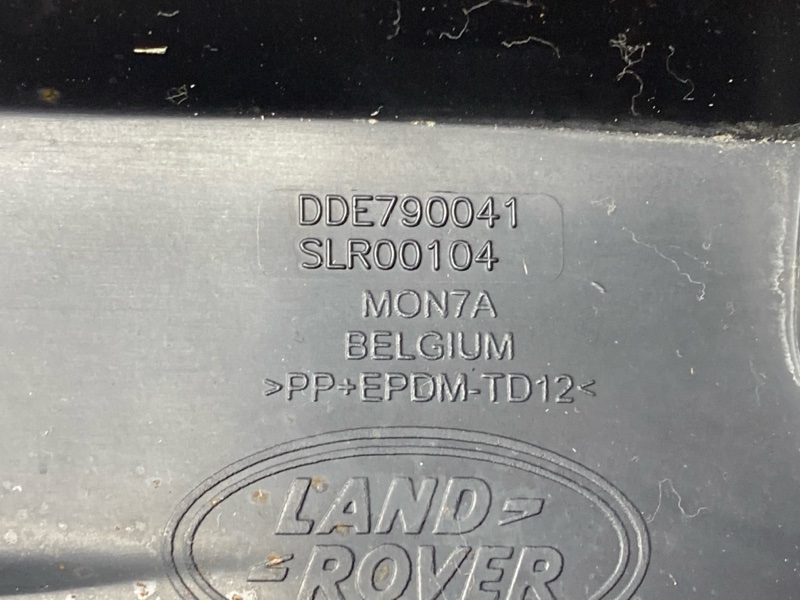 DDE790041
SLR00104
MON7A
BELGIUM
>PP+EPDM-TD12<
LAND
ROVER